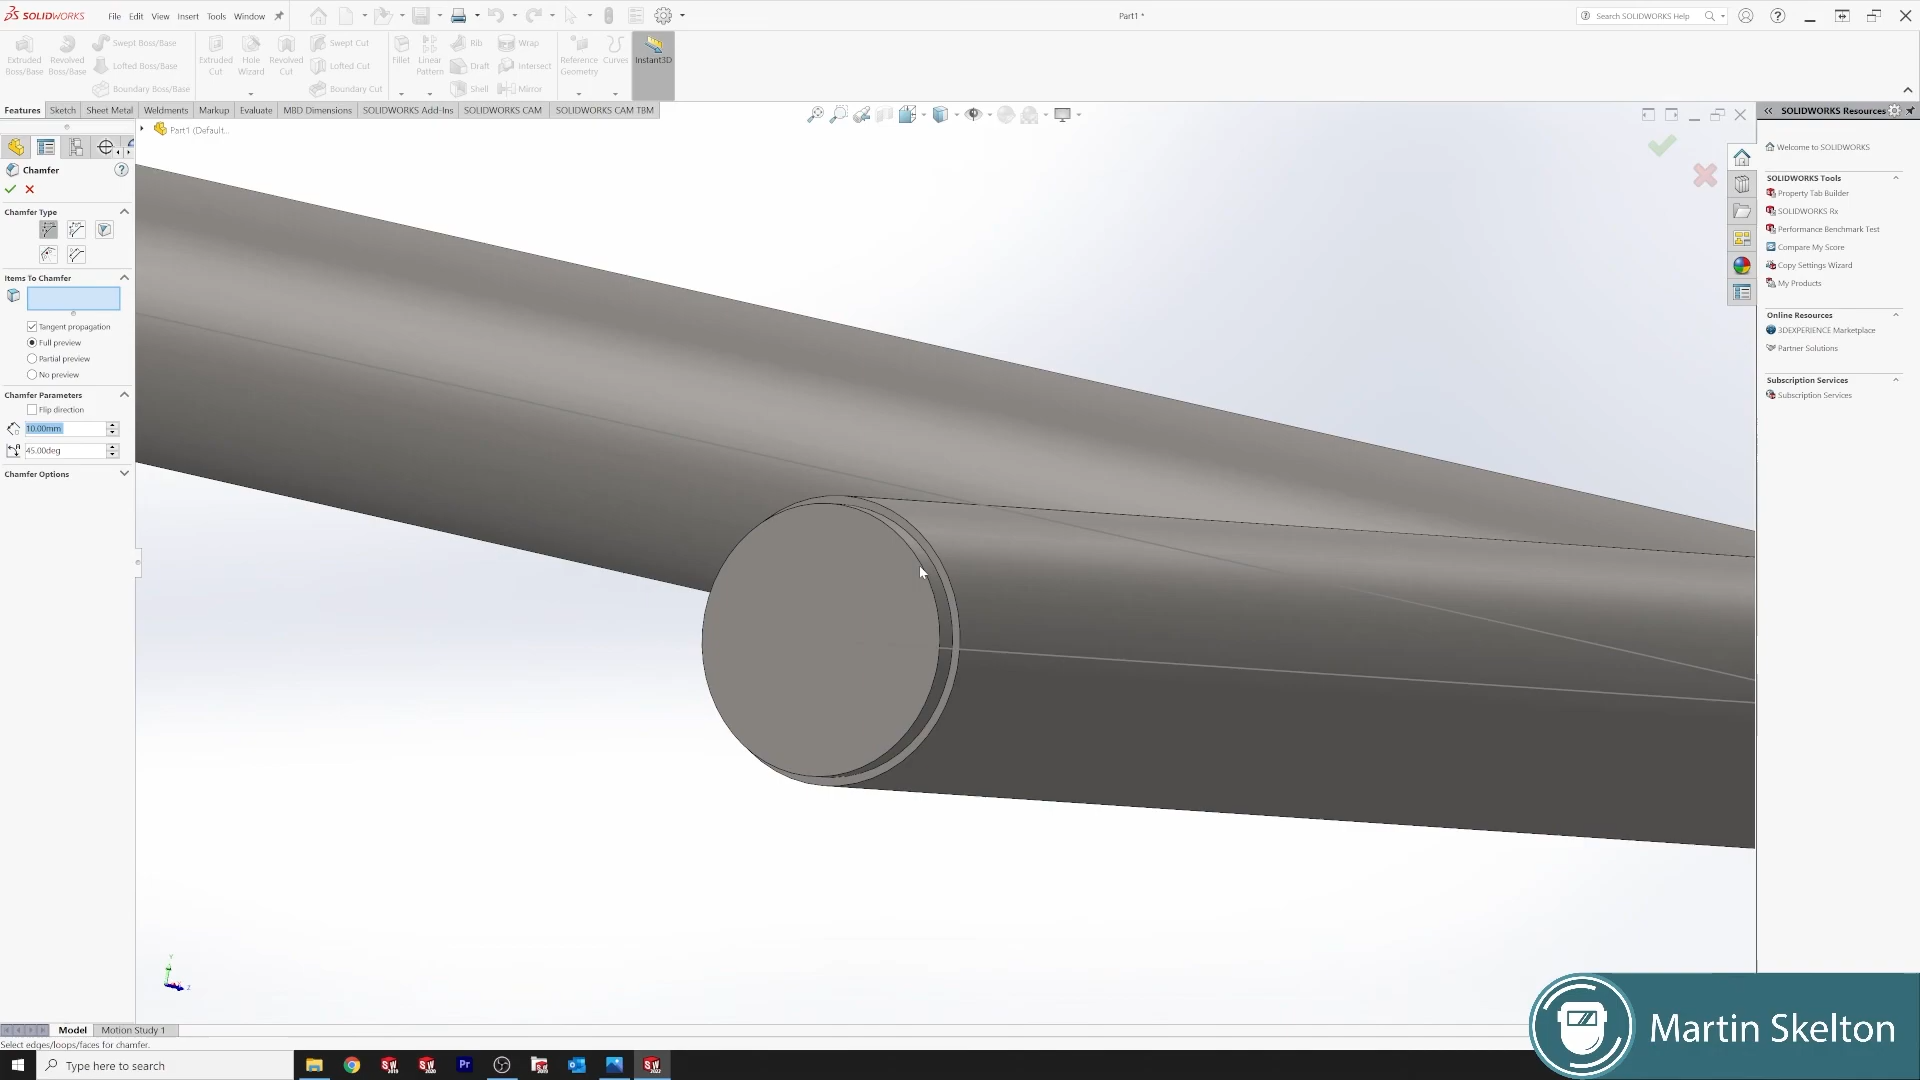 SOLIDWORKS File Edit View Insert Tools Window Part1 * Search SOLIDWORKS Help
Extruded Boss/Base
Revolved Boss/Base
Swept Boss/Base
Lofted Boss/Base
Boundary Boss/Base
Extruded Cut
Hole Wizard
Revolved Cut
Swept Cut
Lofted Cut
Boundary Cut
Fillet
Linear Pattern
Rib
Draft
Shell
Wrap
Intersect
Mirror
Reference Geometry
Curves
Instant3D
Features Sketch Sheet Metal Weldments Markup Evaluate MBD Dimensions SOLIDWORKS Add-Ins SOLIDWORKS CAM SOLIDWORKS CAM TBM
Part1 (Default...
Chamfer
Chamfer Type
Items To Chamfer
Tangent propagation
Full preview
Partial preview
No preview
Chamfer Parameters
Flip direction
10.00mm
45.00deg
Chamfer Options
SOLIDWORKS Resources
Welcome to SOLIDWORKS
SOLIDWORKS Tools
Property Tab Builder
SOLIDWORKS Rx
Performance Benchmark Test
Compare My Score
Copy Settings Wizard
My Products
Online Resources
3DEXPERIENCE Marketplace
Partner Solutions
Subscription Services
Subscription Services
Y
Z
Model Motion Study 1
Select edges/loops/faces for chamfer.
Type here to search
Martin Skelton